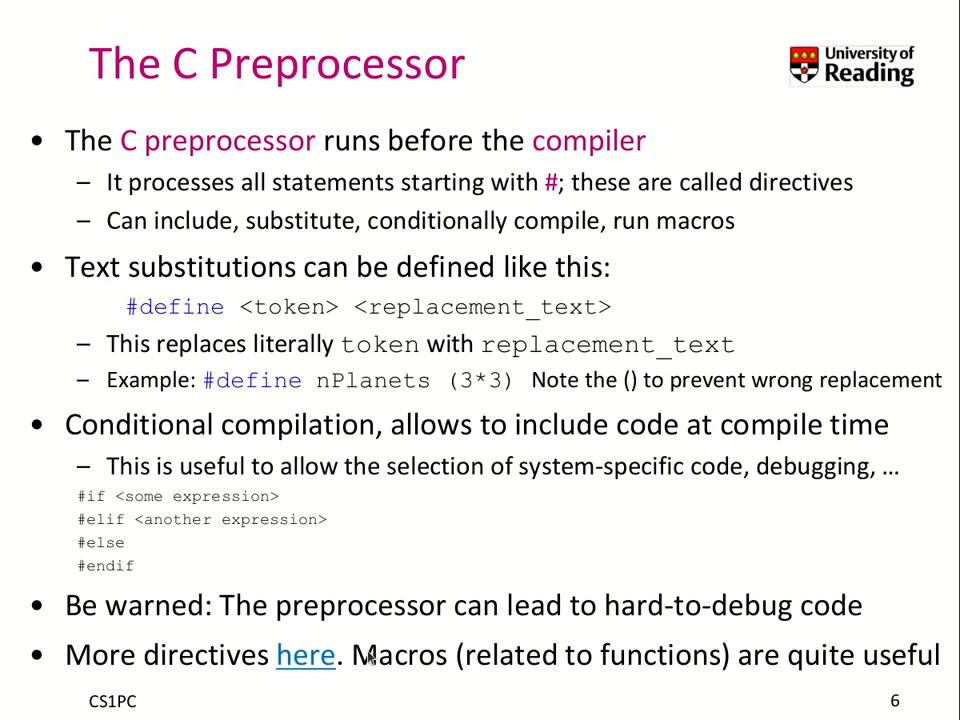 The C Preprocessor
University of
Reading
• The C preprocessor runs before the compiler
– It processes all statements starting with #; these are called directives
– Can include, substitute, conditionally compile, run macros
• Text substitutions can be defined like this:
#define <token> <replacement_text>
– This replaces literally token with replacement_text
– Example: #define nPlanets (3*3) Note the () to prevent wrong replacement
• Conditional compilation, allows to include code at compile time
– This is useful to allow the selection of system-specific code, debugging, …
#if <some expression>
#elif <another expression>
#else
#endif
• Be warned: The preprocessor can lead to hard-to-debug code
• More directives here. Macros (related to functions) are quite useful
CS1PC
6